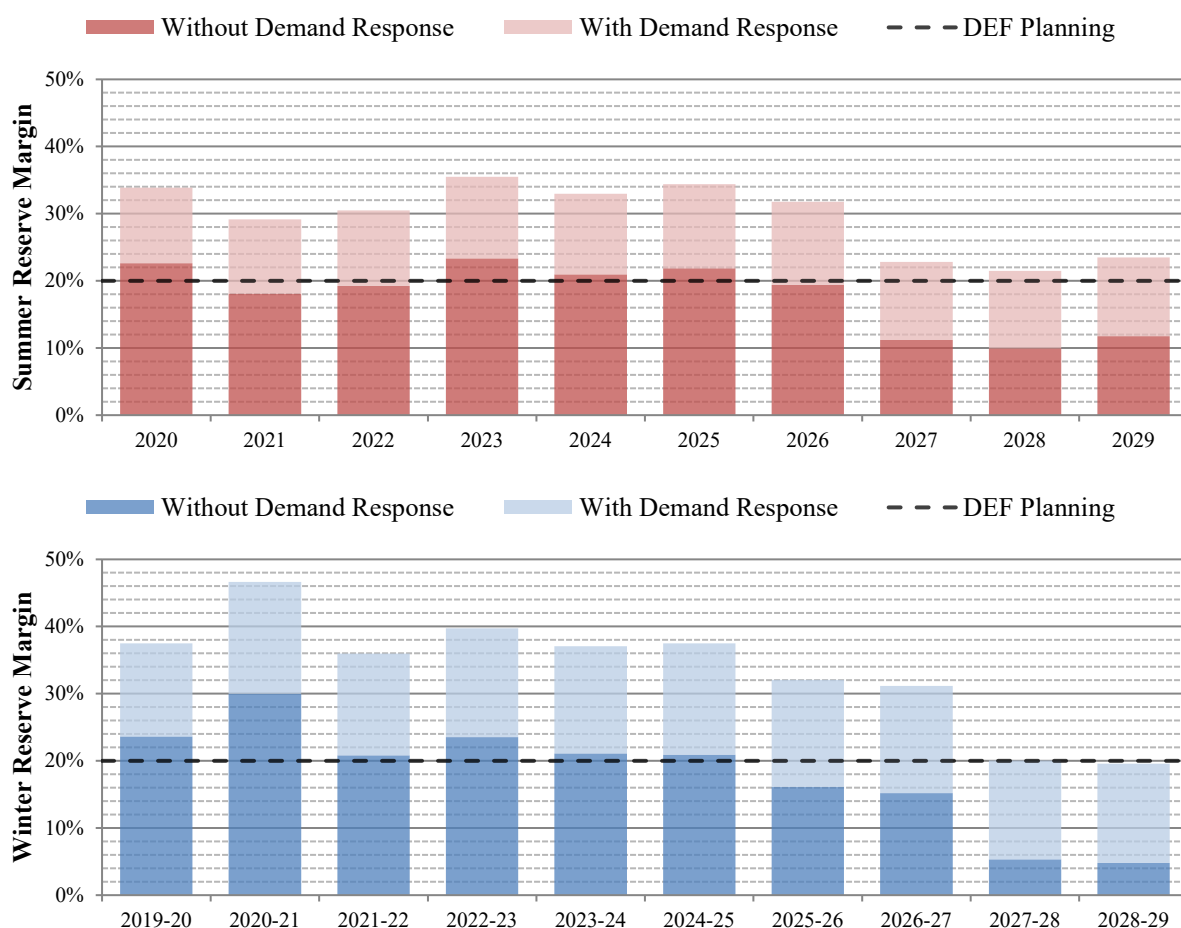 Without Demand Response With Demand Response DEF Planning
Summer Reserve Margin
50%
40%
30%
20%
10%
0%
2020 2021 2022 2023 2024 2025 2026 2027 2028 2029
Without Demand Response With Demand Response DEF Planning
Winter Reserve Margin
50%
40%
30%
20%
10%
0%
2019-20 2020-21 2021-22 2022-23 2023-24 2024-25 2025-26 2026-27 2027-28 2028-29